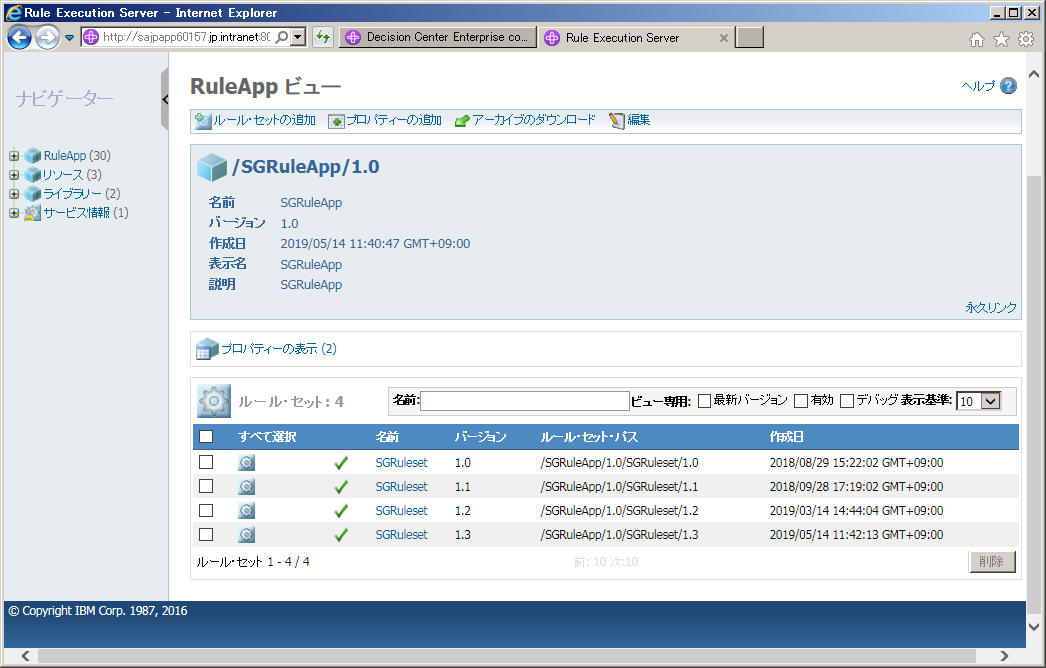 Rule Execution Server - Internet Explorer
http://sajpapp60157.jp.intranet:80
Decision Center Enterprise co...
Rule Execution Server
ナビゲーター
RuleApp (30)
リソース (3)
ライブラリー (2)
サービス情報 (1)
RuleApp ビュー
ヘルプ
ルール・セットの追加 プロパティーの追加 アーカイブのダウンロード 編集
/SGRuleApp/1.0
名前 SGRuleApp
バージョン 1.0
作成日 2019/05/14 11:40:47 GMT+09:00
表示名 SGRuleApp
説明 SGRuleApp
永久リンク
プロパティーの表示 (2)
ルール・セット: 4 名前: ビュー専用: 最新バージョン 有効 デバッグ 表示基準: 10
すべて選択 名前 バージョン ルール・セット・パス 作成日
SGRuleset 1.0 /SGRuleApp/1.0/SGRuleset/1.0 2018/08/29 15:22:02 GMT+09:00
SGRuleset 1.1 /SGRuleApp/1.0/SGRuleset/1.1 2018/09/28 17:19:02 GMT+09:00
SGRuleset 1.2 /SGRuleApp/1.0/SGRuleset/1.2 2019/03/14 14:44:04 GMT+09:00
SGRuleset 1.3 /SGRuleApp/1.0/SGRuleset/1.3 2019/05/14 11:42:13 GMT+09:00
ルール・セット 1 - 4 / 4 前: 10 次:10 削除
© Copyright IBM Corp. 1987, 2016